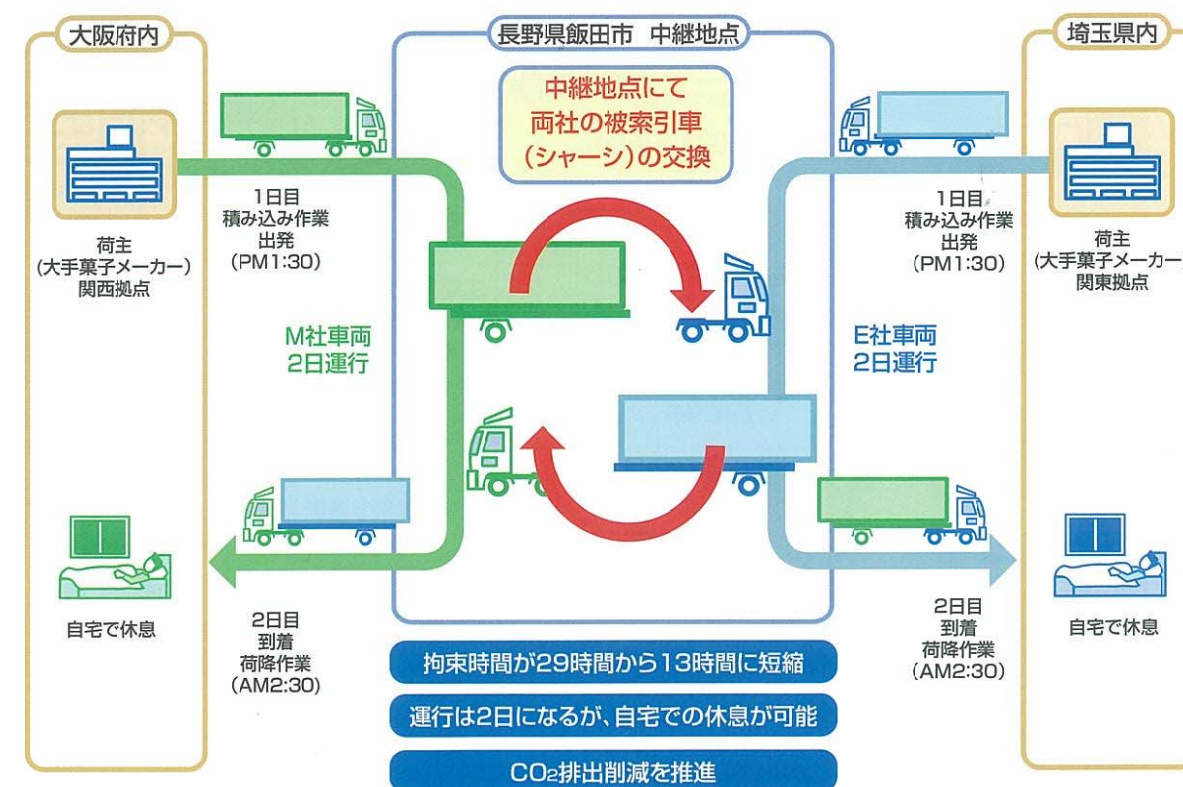 大阪府内
長野県飯田市 中継地点
埼玉県内
中継地点にて
両社の被索引車
(シャーシ)の交換
荷主
(大手菓子メーカー)
関西拠点
1日目
積み込み作業
出発
(PM1:30)
1日目
積み込み作業
出発
(PM1:30)
荷主
(大手菓子メーカー)
関東拠点
M社車両
2日運行
E社車両
2日運行
自宅で休息
2日目
到着
荷降作業
(AM2:30)
2日目
到着
荷降作業
(AM2:30)
自宅で休息
拘束時間が29時間から13時間に短縮
運行は2日になるが、自宅での休息が可能
CO2排出削減を推進